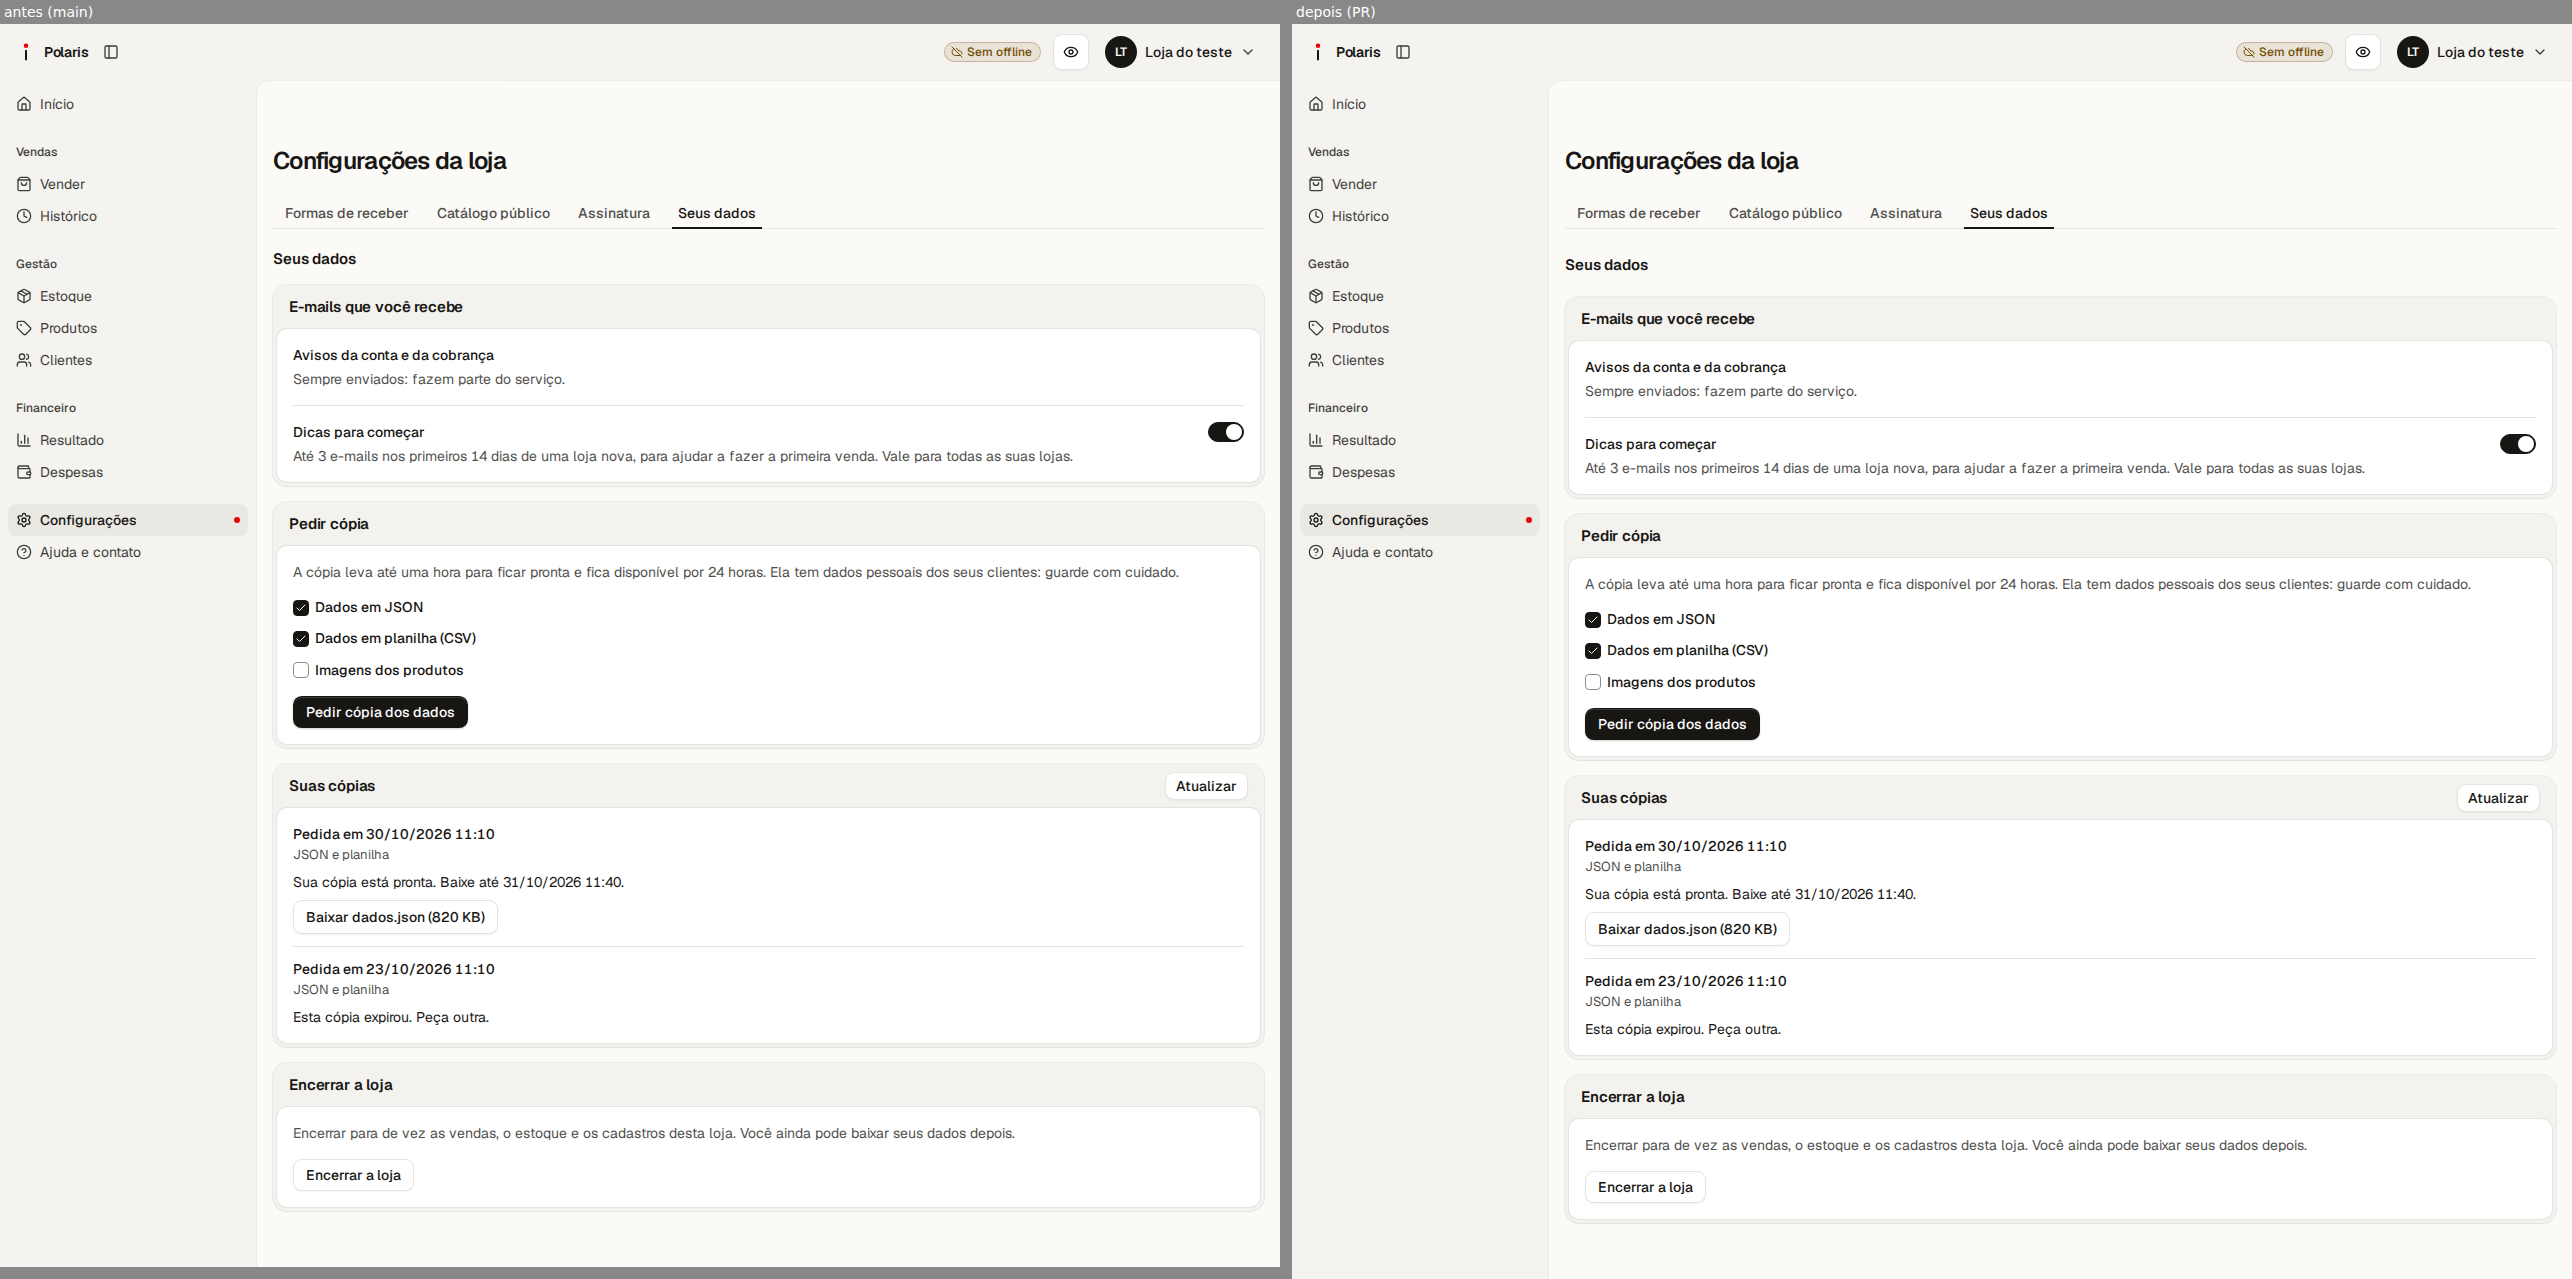 antes (main)
Polaris
Sem offline
LT
Loja do teste
Início
Vendas
Vender
Histórico
Gestão
Estoque
Produtos
Clientes
Financeiro
Resultado
Despesas
Configurações
Ajuda e contato
Configurações da loja
Formas de receber
Catálogo público
Assinatura
Seus dados
Seus dados
E-mails que você recebe
Avisos da conta e da cobrança
Sempre enviados: fazem parte do serviço.
Dicas para começar
Até 3 e-mails nos primeiros 14 dias de uma loja nova, para ajudar a fazer a primeira venda. Vale para todas as suas lojas.
Pedir cópia
A cópia leva até uma hora para ficar pronta e fica disponível por 24 horas. Ela tem dados pessoais dos seus clientes: guarde com cuidado.
Dados em JSON
Dados em planilha (CSV)
Imagens dos produtos
Pedir cópia dos dados
Suas cópias
Atualizar
Pedida em 30/10/2026 11:10
JSON e planilha
Sua cópia está pronta. Baixe até 31/10/2026 11:40.
Baixar dados.json (820 KB)
Pedida em 23/10/2026 11:10
JSON e planilha
Esta cópia expirou. Peça outra.
Encerrar a loja
Encerrar para de vez as vendas, o estoque e os cadastros desta loja. Você ainda pode baixar seus dados depois.
Encerrar a loja
depois (PR)
Polaris
Sem offline
LT
Loja do teste
Início
Vendas
Vender
Histórico
Gestão
Estoque
Produtos
Clientes
Financeiro
Resultado
Despesas
Configurações
Ajuda e contato
Configurações da loja
Formas de receber
Catálogo público
Assinatura
Seus dados
Seus dados
E-mails que você recebe
Avisos da conta e da cobrança
Sempre enviados: fazem parte do serviço.
Dicas para começar
Até 3 e-mails nos primeiros 14 dias de uma loja nova, para ajudar a fazer a primeira venda. Vale para todas as suas lojas.
Pedir cópia
A cópia leva até uma hora para ficar pronta e fica disponível por 24 horas. Ela tem dados pessoais dos seus clientes: guarde com cuidado.
Dados em JSON
Dados em planilha (CSV)
Imagens dos produtos
Pedir cópia dos dados
Suas cópias
Atualizar
Pedida em 30/10/2026 11:10
JSON e planilha
Sua cópia está pronta. Baixe até 31/10/2026 11:40.
Baixar dados.json (820 KB)
Pedida em 23/10/2026 11:10
JSON e planilha
Esta cópia expirou. Peça outra.
Encerrar a loja
Encerrar para de vez as vendas, o estoque e os cadastros desta loja. Você ainda pode baixar seus dados depois.
Encerrar a loja